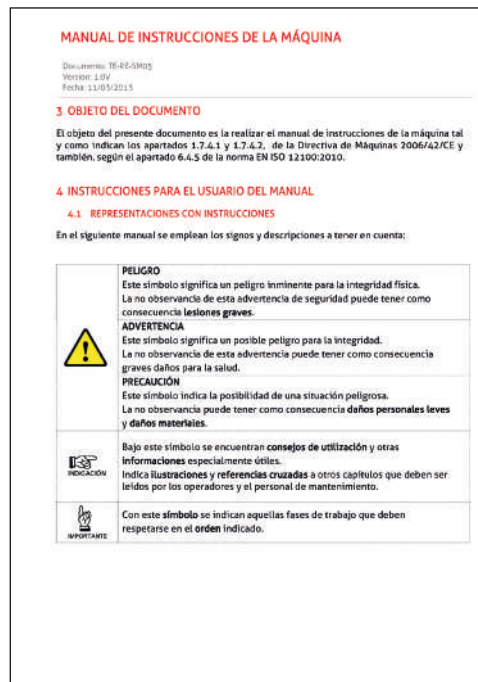 MANUAL DE INSTRUCCIONES DE LA MÁQUINA
Documento: TB-RE-SM05
Version: 1.0V
Fecha: 11/05/2015
3 OBJETO DEL DOCUMENTO
El objeto del presente documento es la realizar el manual de instrucciones de la máquina tal
y como indican los apartados 1.7.4.1 y 1.7.4.2, de la Directiva de Máquinas 2006/42/CE y
también, según el apartado 6.4.5 de la norma EN ISO 12100:2010.
4 INSTRUCCIONES PARA EL USUARIO DEL MANUAL
4.1 REPRESENTACIONES CON INSTRUCCIONES
En el siguiente manual se emplean los signos y descripciones a tener en cuenta:
PELIGRO
Este símbolo significa un peligro inminente para la integridad física.
La no observancia de esta advertencia de seguridad puede tener como
consecuencia lesiones graves.
ADVERTENCIA
Este símbolo significa un posible peligro para la integridad.
La no observancia de esta advertencia puede tener como consecuencia
graves daños para la salud.
PRECAUCIÓN
Este símbolo indica la posibilidad de una situación peligrosa.
La no observancia puede tener como consecuencia daños personales leves
y daños materiales.
INDICACIÓN
Bajo este símbolo se encuentran consejos de utilización y otras
informaciones especialmente útiles.
Indica ilustraciones y referencias cruzadas a otros capítulos que deben ser
leídos por los operadores y el personal de mantenimiento.
IMPORTANTE
Con este símbolo se indican aquellas fases de trabajo que deben
respetarse en el orden indicado.